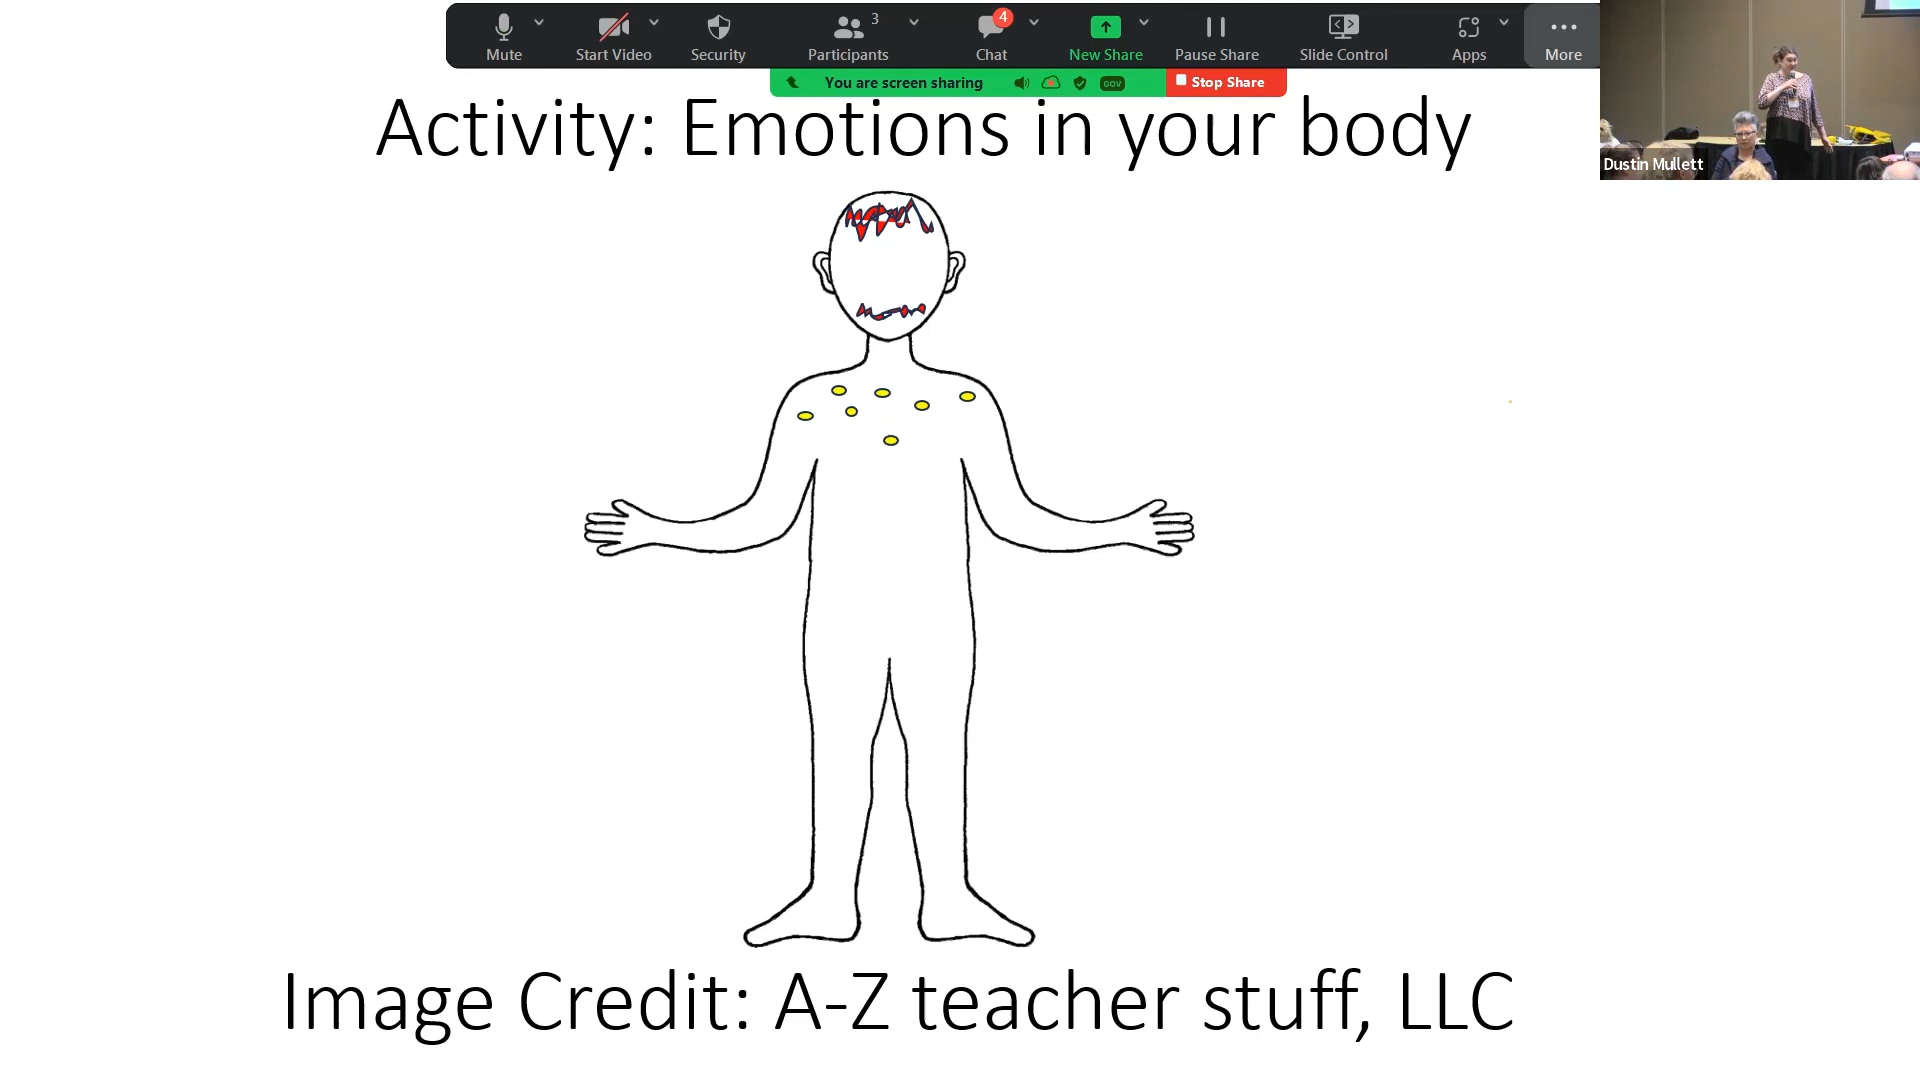 Mute
Start Video
Security
Participants
3
Chat
4
New Share
Pause Share
Slide Control
Apps
More
You are screen sharing
GOV
Stop Share
Dustin Mullett
Activity: Emotions in your body
Image Credit: A-Z teacher stuff, LLC